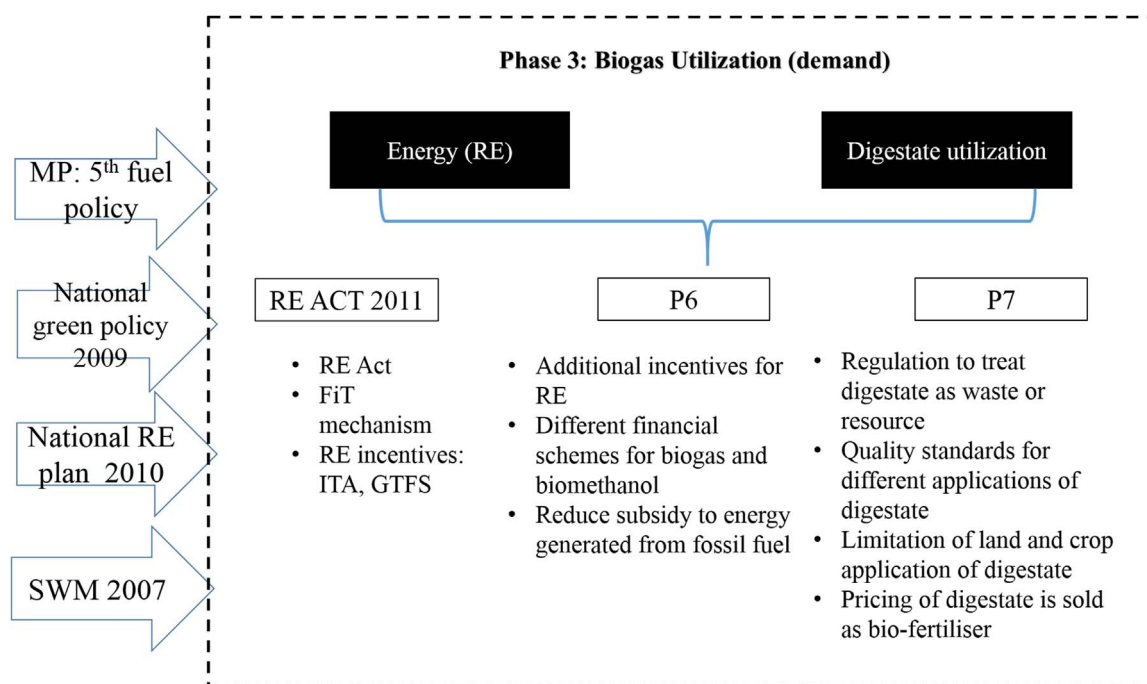 Phase 3: Biogas Utilization (demand)
Energy (RE)
Digestate utilization
MP: 5th fuel
policy
National
green policy
2009
National RE
plan 2010
SWM 2007
RE ACT 2011
• RE Act
• FiT
mechanism
• RE incentives:
ITA, GTFS
P6
• Additional incentives for
RE
• Different financial
schemes for biogas and
biomethanol
• Reduce subsidy to energy
generated from fossil fuel
P7
• Regulation to treat
digestate as waste or
resource
• Quality standards for
different applications of
digestate
• Limitation of land and crop
application of digestate
• Pricing of digestate is sold
as bio-fertiliser